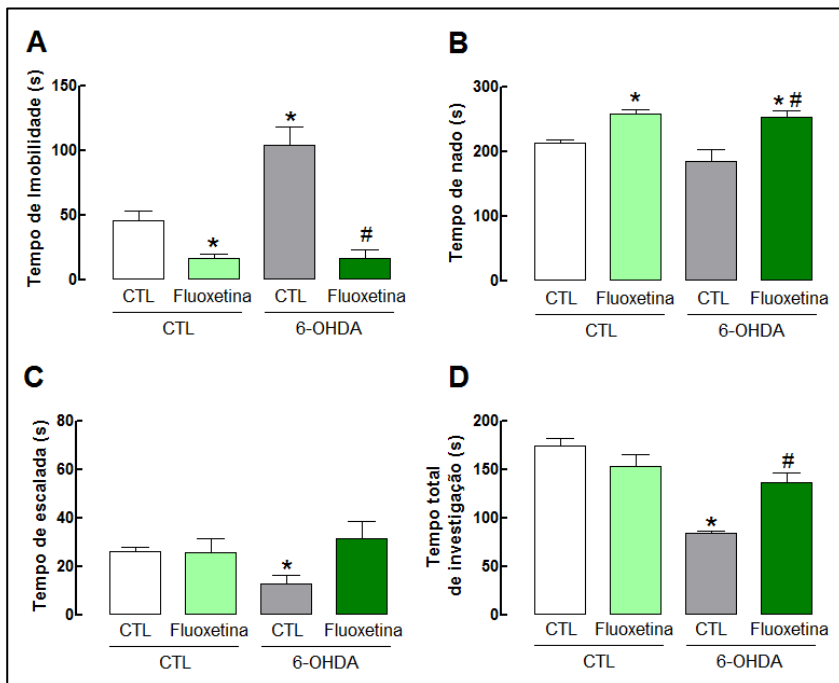 A
Tempo de Imobilidade (s)
150
100
50
0
*
*
#
CTL Fluoxetina CTL Fluoxetina
CTL 6-OHDA
B
Tempo de nado (s)
300
200
100
0
*
* #
CTL Fluoxetina CTL Fluoxetina
CTL 6-OHDA
C
Tempo de escalada (s)
80
60
40
20
0
*
CTL Fluoxetina CTL Fluoxetina
CTL 6-OHDA
D
Tempo total
de investigação (s)
200
150
100
50
0
*
#
CTL Fluoxetina CTL Fluoxetina
CTL 6-OHDA